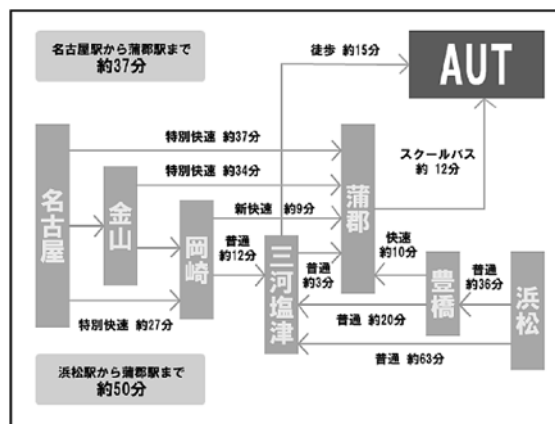 名古屋駅から蒲郡駅まで
約37分
徒歩 約15分
AUT
特別快速 約37分
スクールバス
約 12分
特別快速 約34分
名古屋
金山
新快速 約9分
蒲郡
岡崎
普通
約12分
三河塩津
普通
約3分
快速
約10分
豊橋
普通
約36分
浜松
特別快速 約27分
普通 約20分
普通 約63分
浜松駅から蒲郡駅まで
約50分